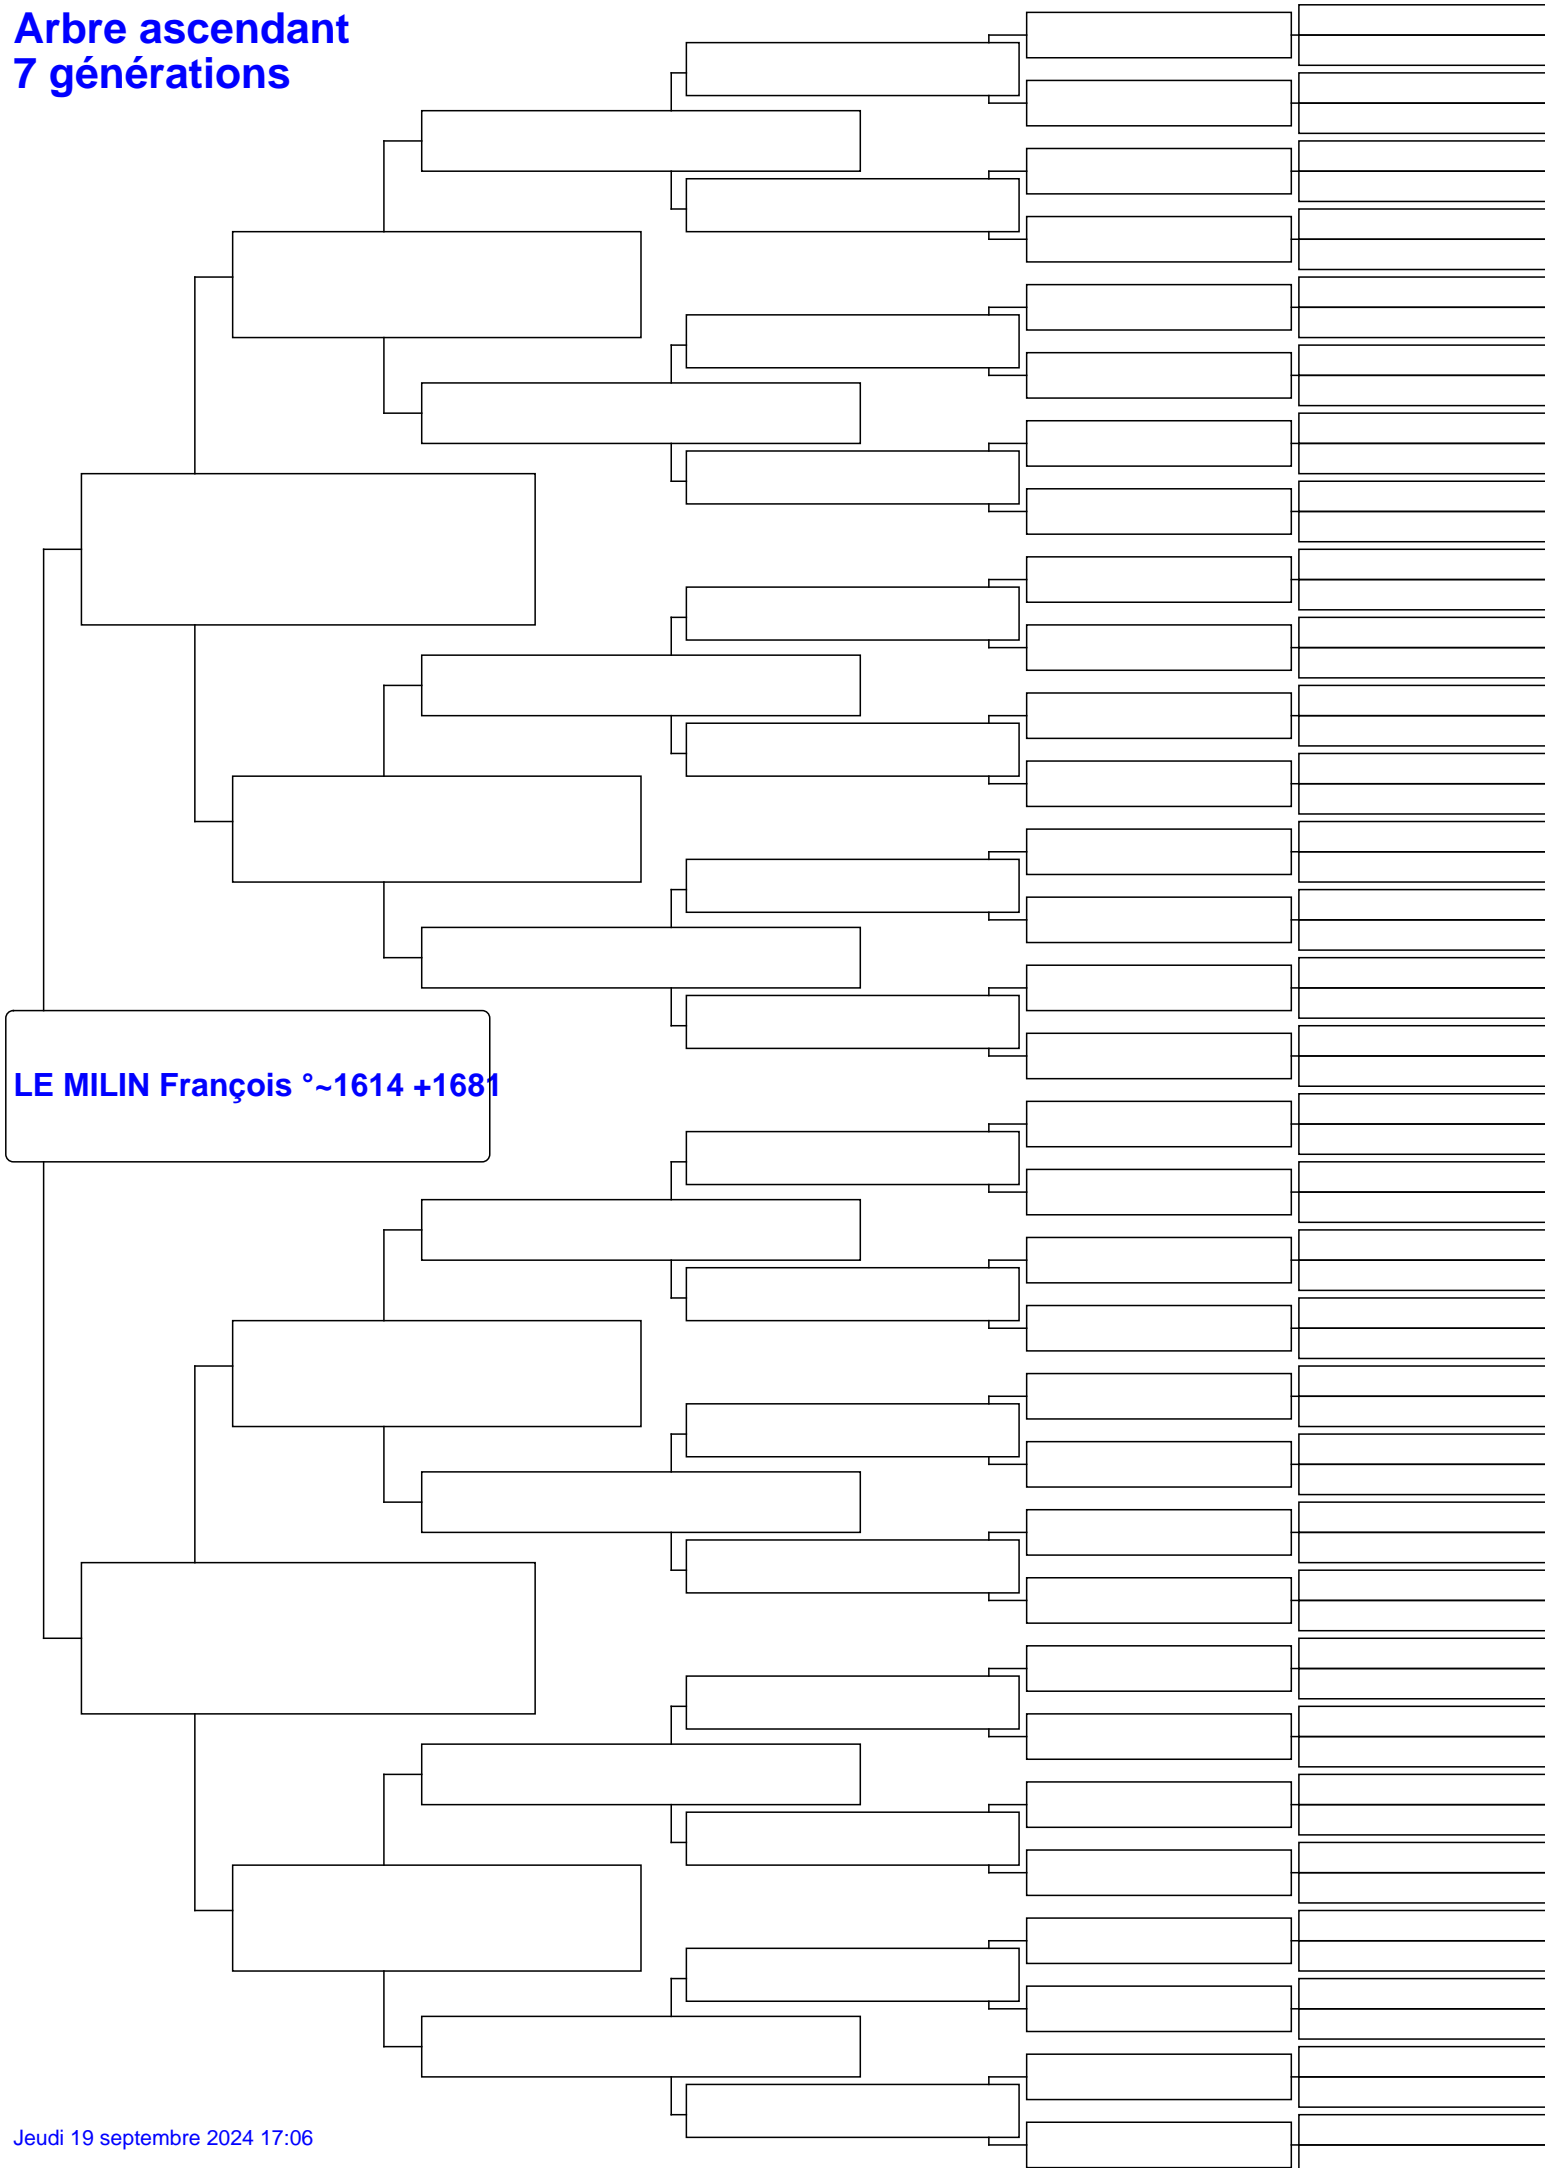 Arbre ascendant
7 générations
LE MILIN François °~1614 +1681
Jeudi 19 septembre 2024 17:06